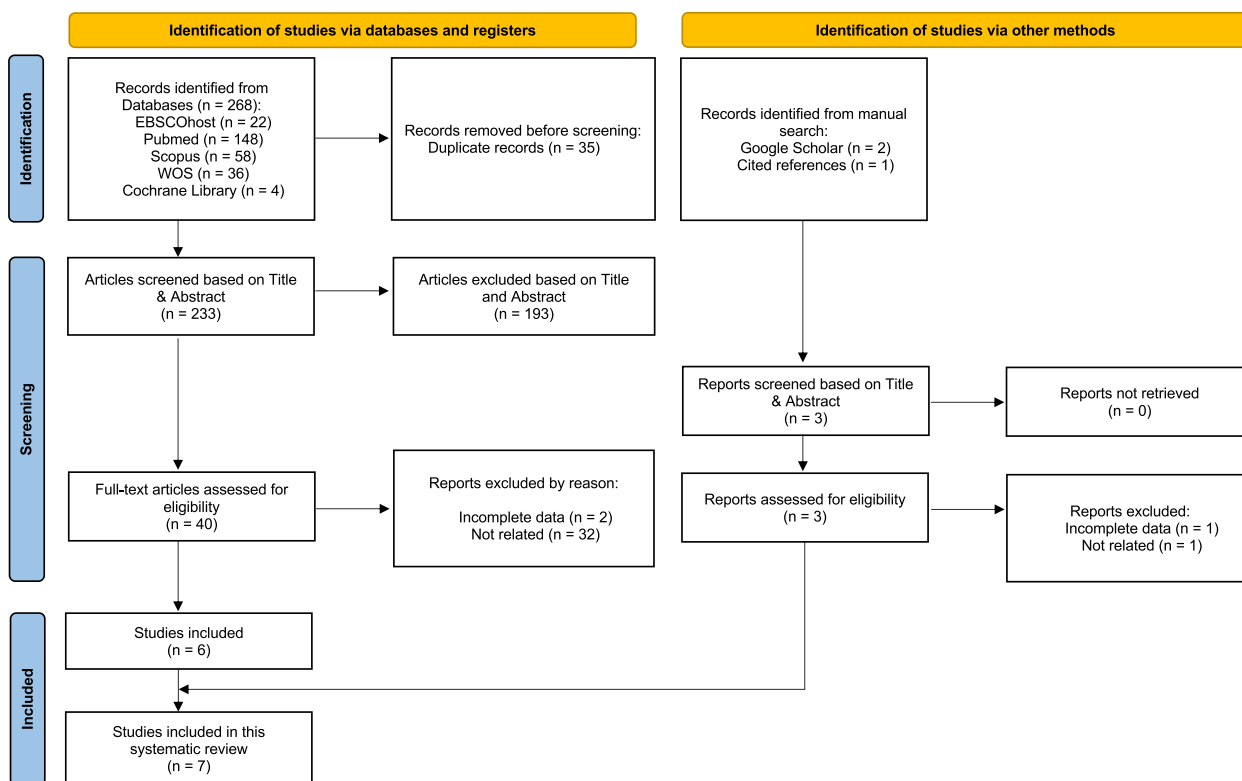 Identification of studies via databases and registers
Identification of studies via other methods
Identification
Records identified from
Databases (n = 268):
EBSCOhost (n = 22)
Pubmed (n = 148)
Scopus (n = 58)
WOS (n = 36)
Cochrane Library (n = 4)
Records removed before screening:
Duplicate records (n = 35)
Records identified from manual
search:
Google Scholar (n = 2)
Cited references (n = 1)
Screening
Articles screened based on Title
& Abstract
(n = 233)
Articles excluded based on Title
and Abstract
(n = 193)
Reports screened based on Title
& Abstract
(n = 3)
Reports not retrieved
(n = 0)
Full-text articles assessed for
eligibility
(n = 40)
Reports excluded by reason:
Incomplete data (n = 2)
Not related (n = 32)
Reports assessed for eligibility
(n = 3)
Reports excluded:
Incomplete data (n = 1)
Not related (n = 1)
Included
Studies included
(n = 6)
Studies included in this
systematic review
(n = 7)